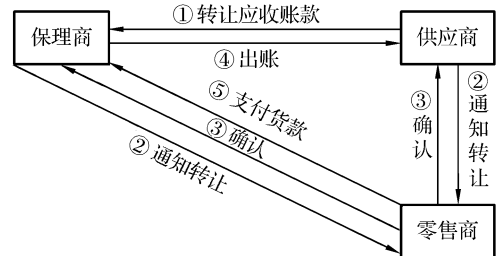 ①转让应收账款
保理商
供应商
④出账
⑤支付货款
③确认
②通知转让
③确认
②通知转让
零售商